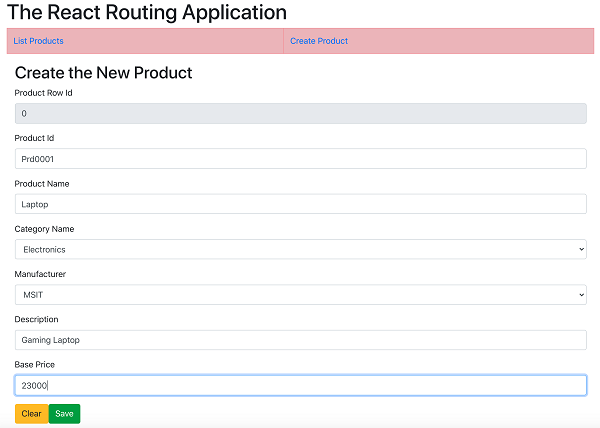 The React Routing Application
List Products Create Product
Create the New Product
Product Row Id
0
Product Id
Prd0001
Product Name
Laptop
Category Name
Electronics
Manufacturer
MSIT
Description
Gaming Laptop
Base Price
23000
Clear Save